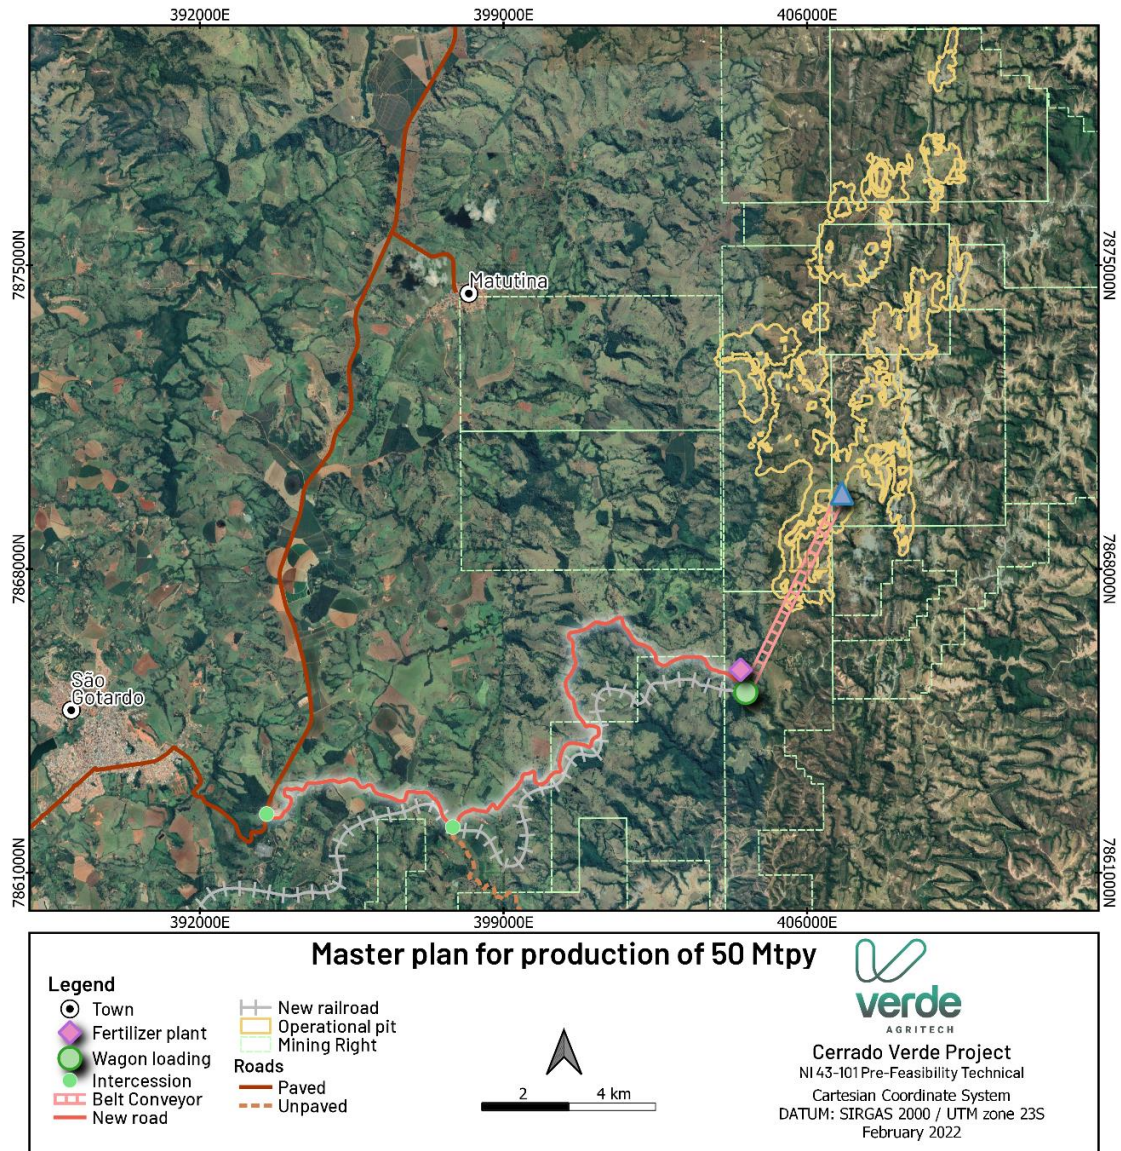 392000E
399000E
406000E
7875000N
7875000N
Matutina
7868000N
7868000N
São
Gotardo
7861000N
7861000N
392000E
399000E
406000E
Master plan for production of 50 Mtpy
Legend
Town
Fertilizer plant
Wagon loading
Intercession
Belt Conveyor
New road
New railroad
Operational pit
Mining Right
Roads
Paved
Unpaved
2 4 km
verde
AGRITECH
Cerrado Verde Project
NI 43-101 Pre-Feasibility Technical
Cartesian Coordinate System
DATUM: SIRGAS 2000 / UTM zone 23S
February 2022